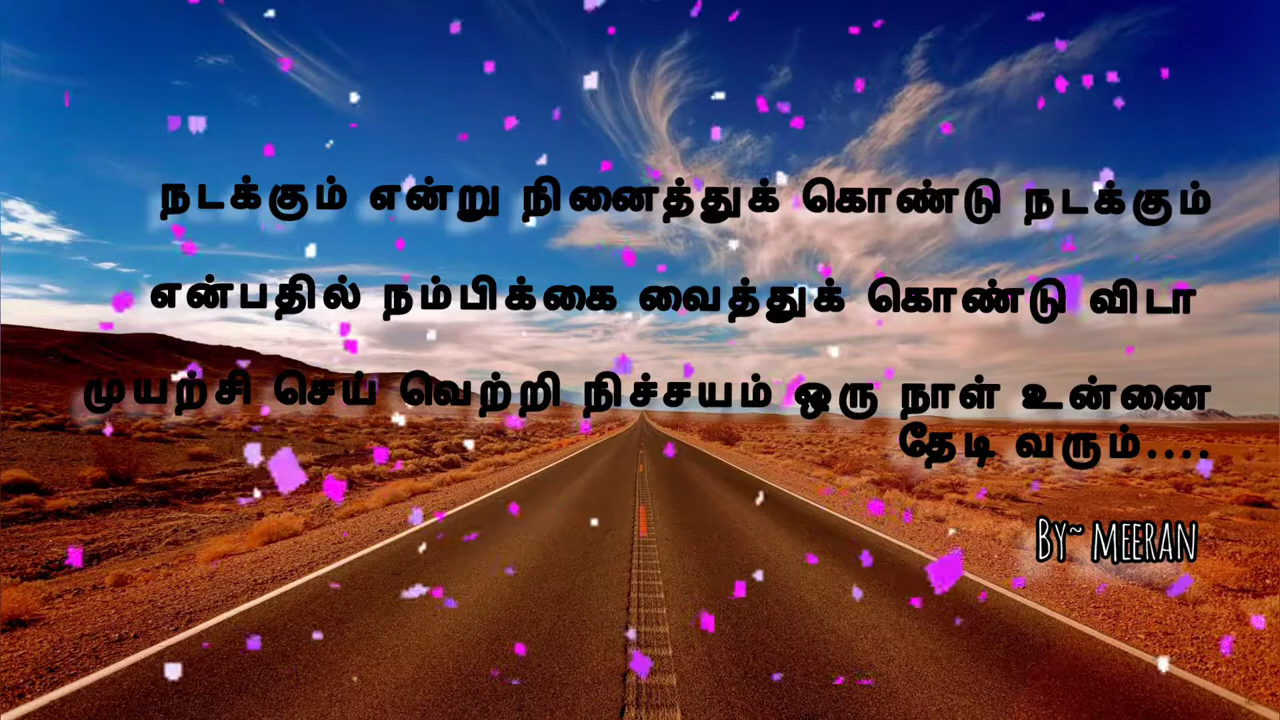 நடக்கும் என்று நினைத்துக் கொண்டு நடக்கும்
என்பதில் நம்பிக்கை வைத்துக் கொண்டு விடா
முயற்சி செய் வெற்றி நிச்சயம் ஒரு நாள் உன்னை
தேடி வரும்....
By~ MEERAN